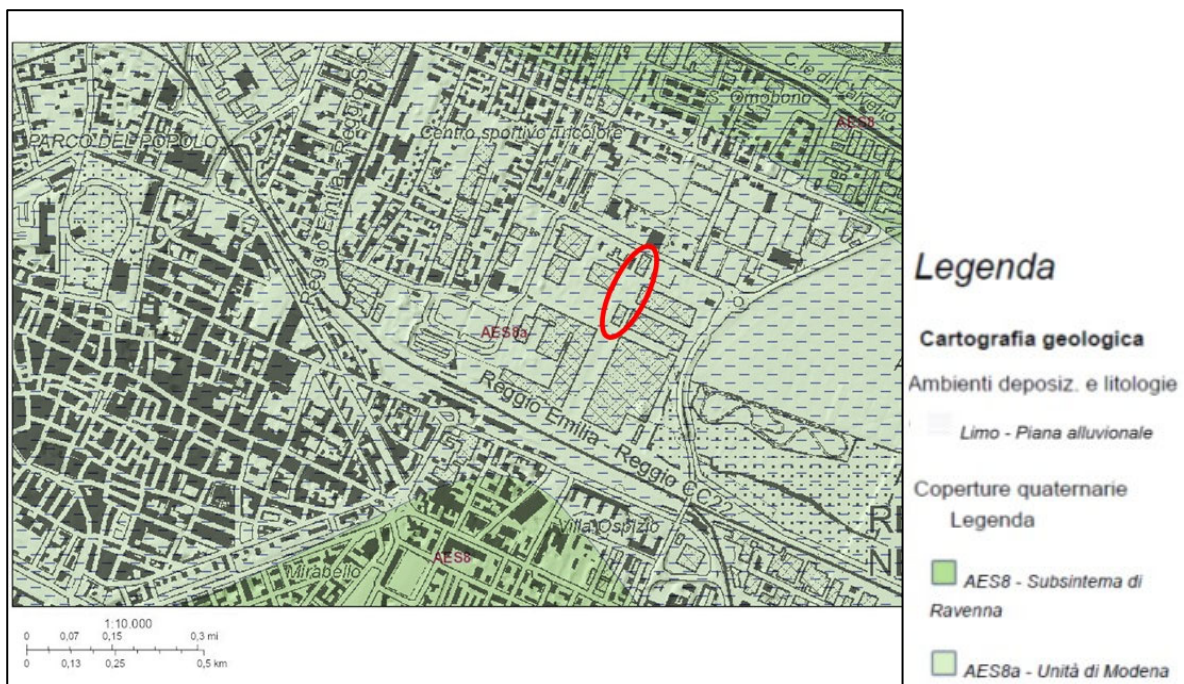 C.le di C
S. Omobono
AES8
PARCO DEL POPOLO
Reggio Emilia - Reggio S.C.
Centro sportivo Tricolore
AES8a
Reggio Emilia
Reggio CC22
Villa Ospizio
AES8
Mirabello
1:10.000
0 0,07 0,15 0,3 mi
0 0,13 0,25 0,5 km
Legenda
Cartografia geologica
Ambienti deposiz. e litologie
Limo - Piana alluvionale
Coperture quaternarie
Legenda
AES8 - Subsintema di
Ravenna
AES8a - Unità di Modena